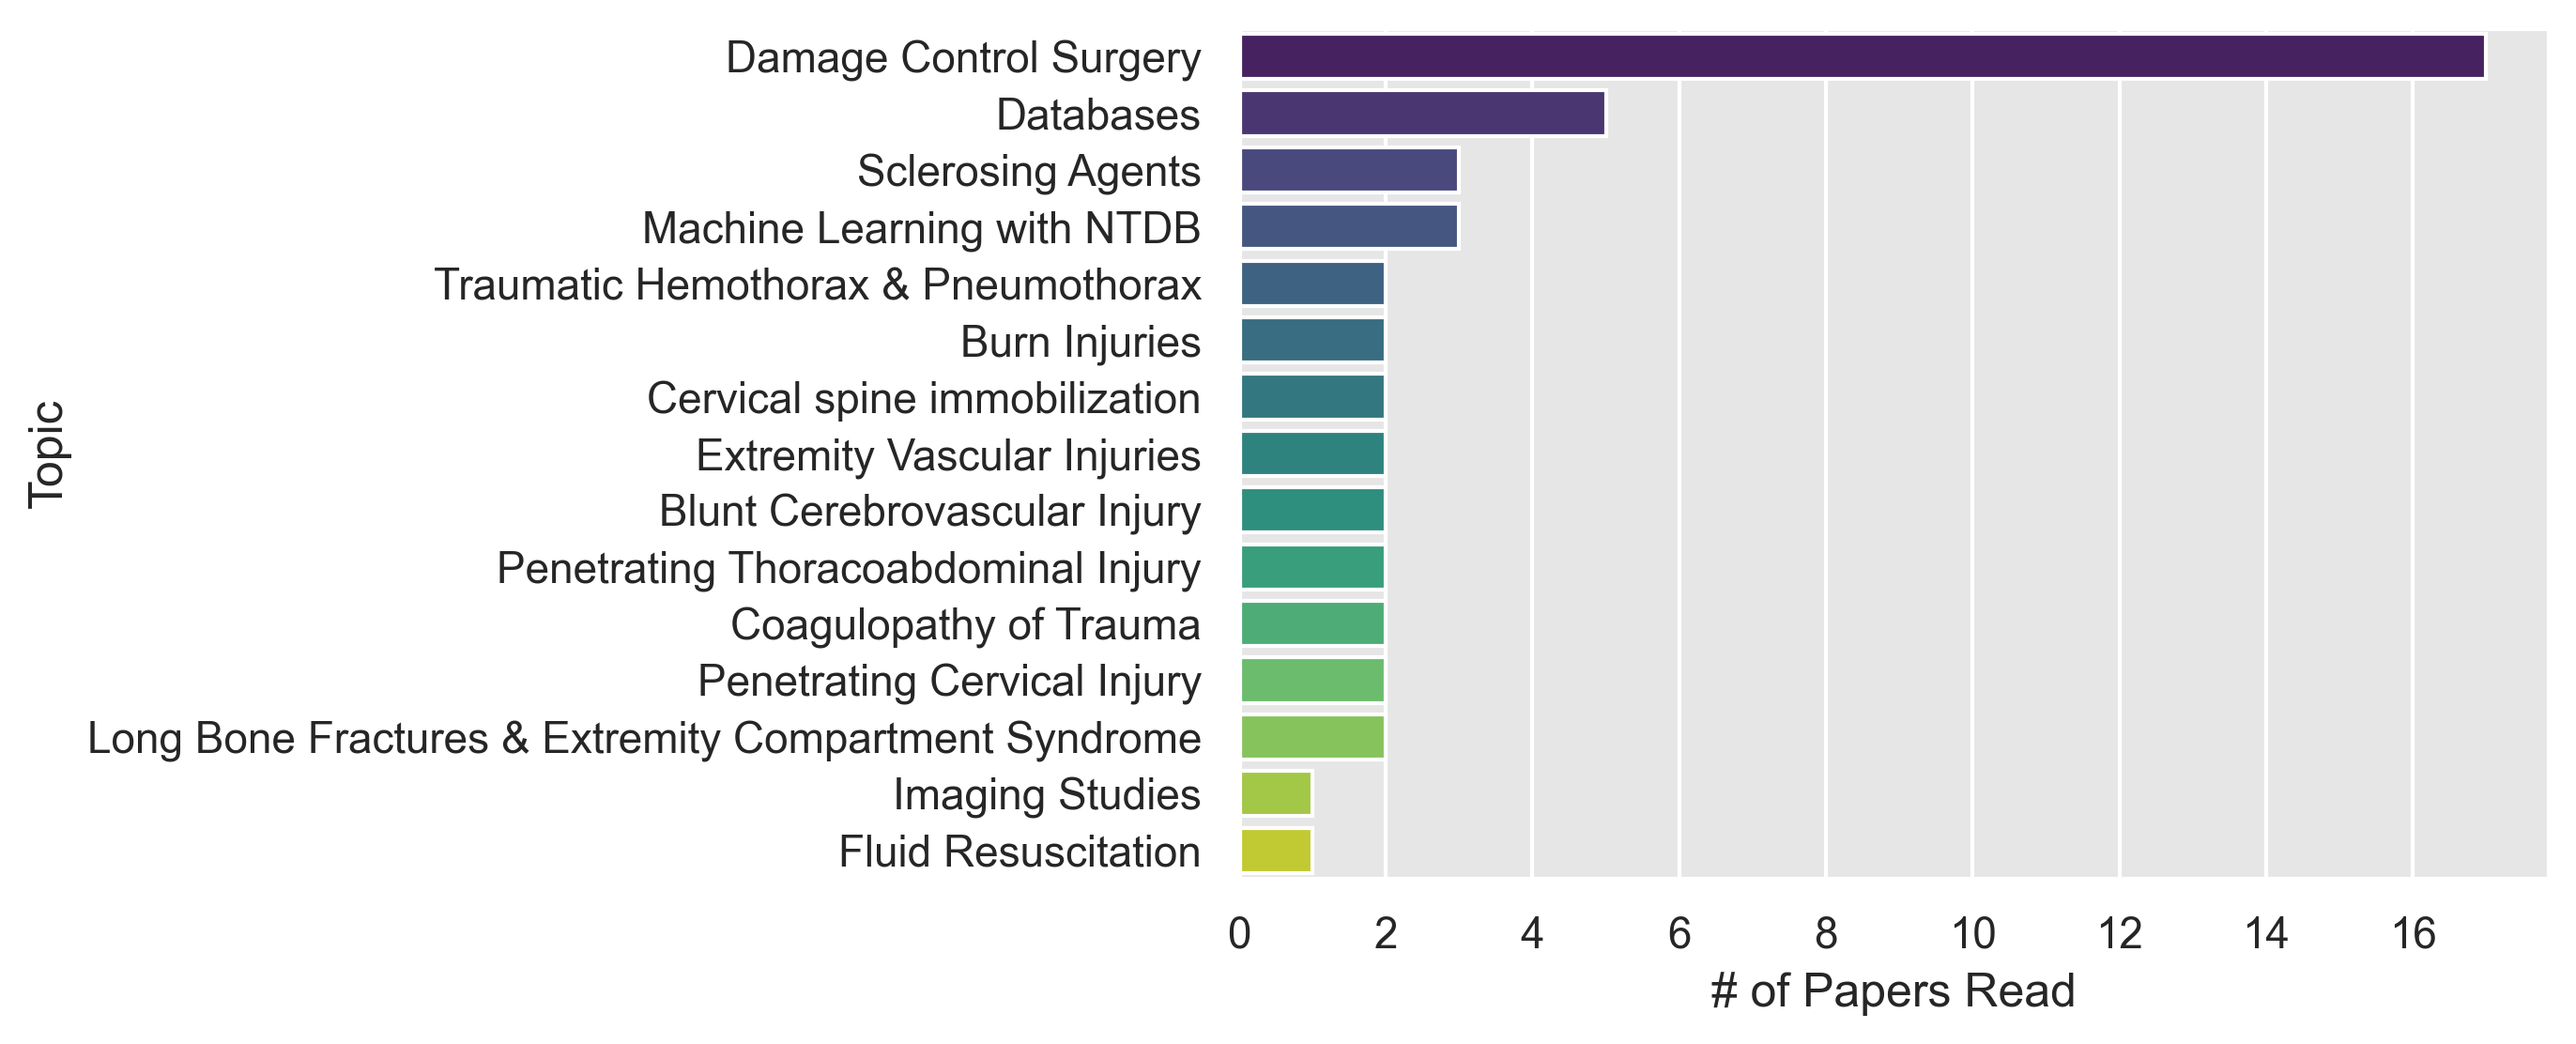 Damage Control Surgery
Databases
Sclerosing Agents
Machine Learning with NTDB
Traumatic Hemothorax & Pneumothorax
Burn Injuries
Cervical spine immobilization
Extremity Vascular Injuries
Blunt Cerebrovascular Injury
Penetrating Thoracoabdominal Injury
Coagulopathy of Trauma
Penetrating Cervical Injury
Long Bone Fractures & Extremity Compartment Syndrome
Imaging Studies
Fluid Resuscitation
Topic
0 2 4 6 8 10 12 14 16
# of Papers Read